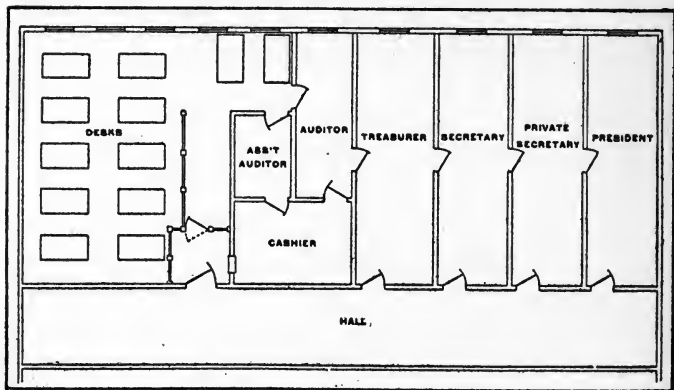 DESKS
ASS'T
AUDITOR
AUDITOR
TREASURER
SECRETARY
PRIVATE
SECRETARY
PRESIDENT
CASHIER
HALL